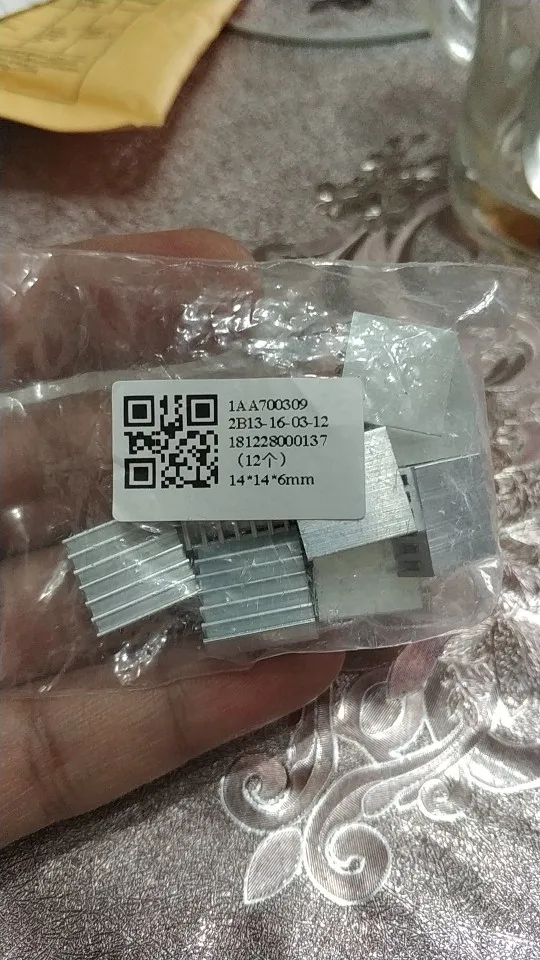 1AA700309
2B13-16-03-12
181228000137
（12个）
14*14*6mm